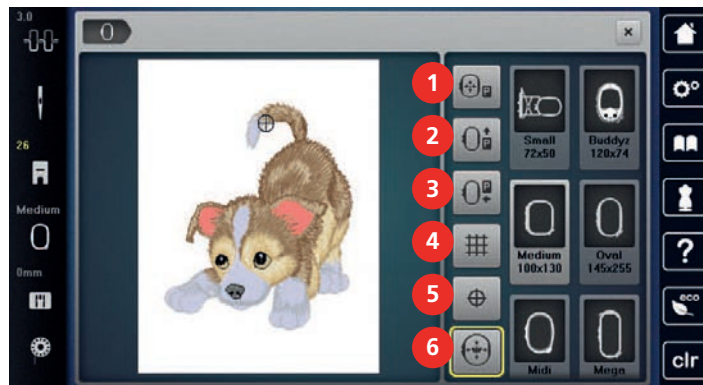 3.0
26
Medium
0mm
×
1
P
2
P
3
P
4
5
6
Small
72x50
Buddyz
120x74
Medium
100x130
Oval
145x255
Midi
Mega
?
eco
clr